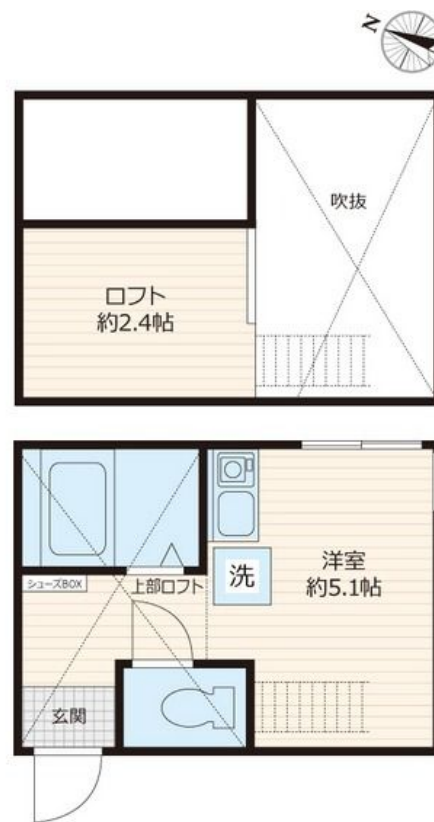 N
吹抜
ロフト
約2.4帖
シューズBOX
上部ロフト
洗
洋室
約5.1帖
玄関